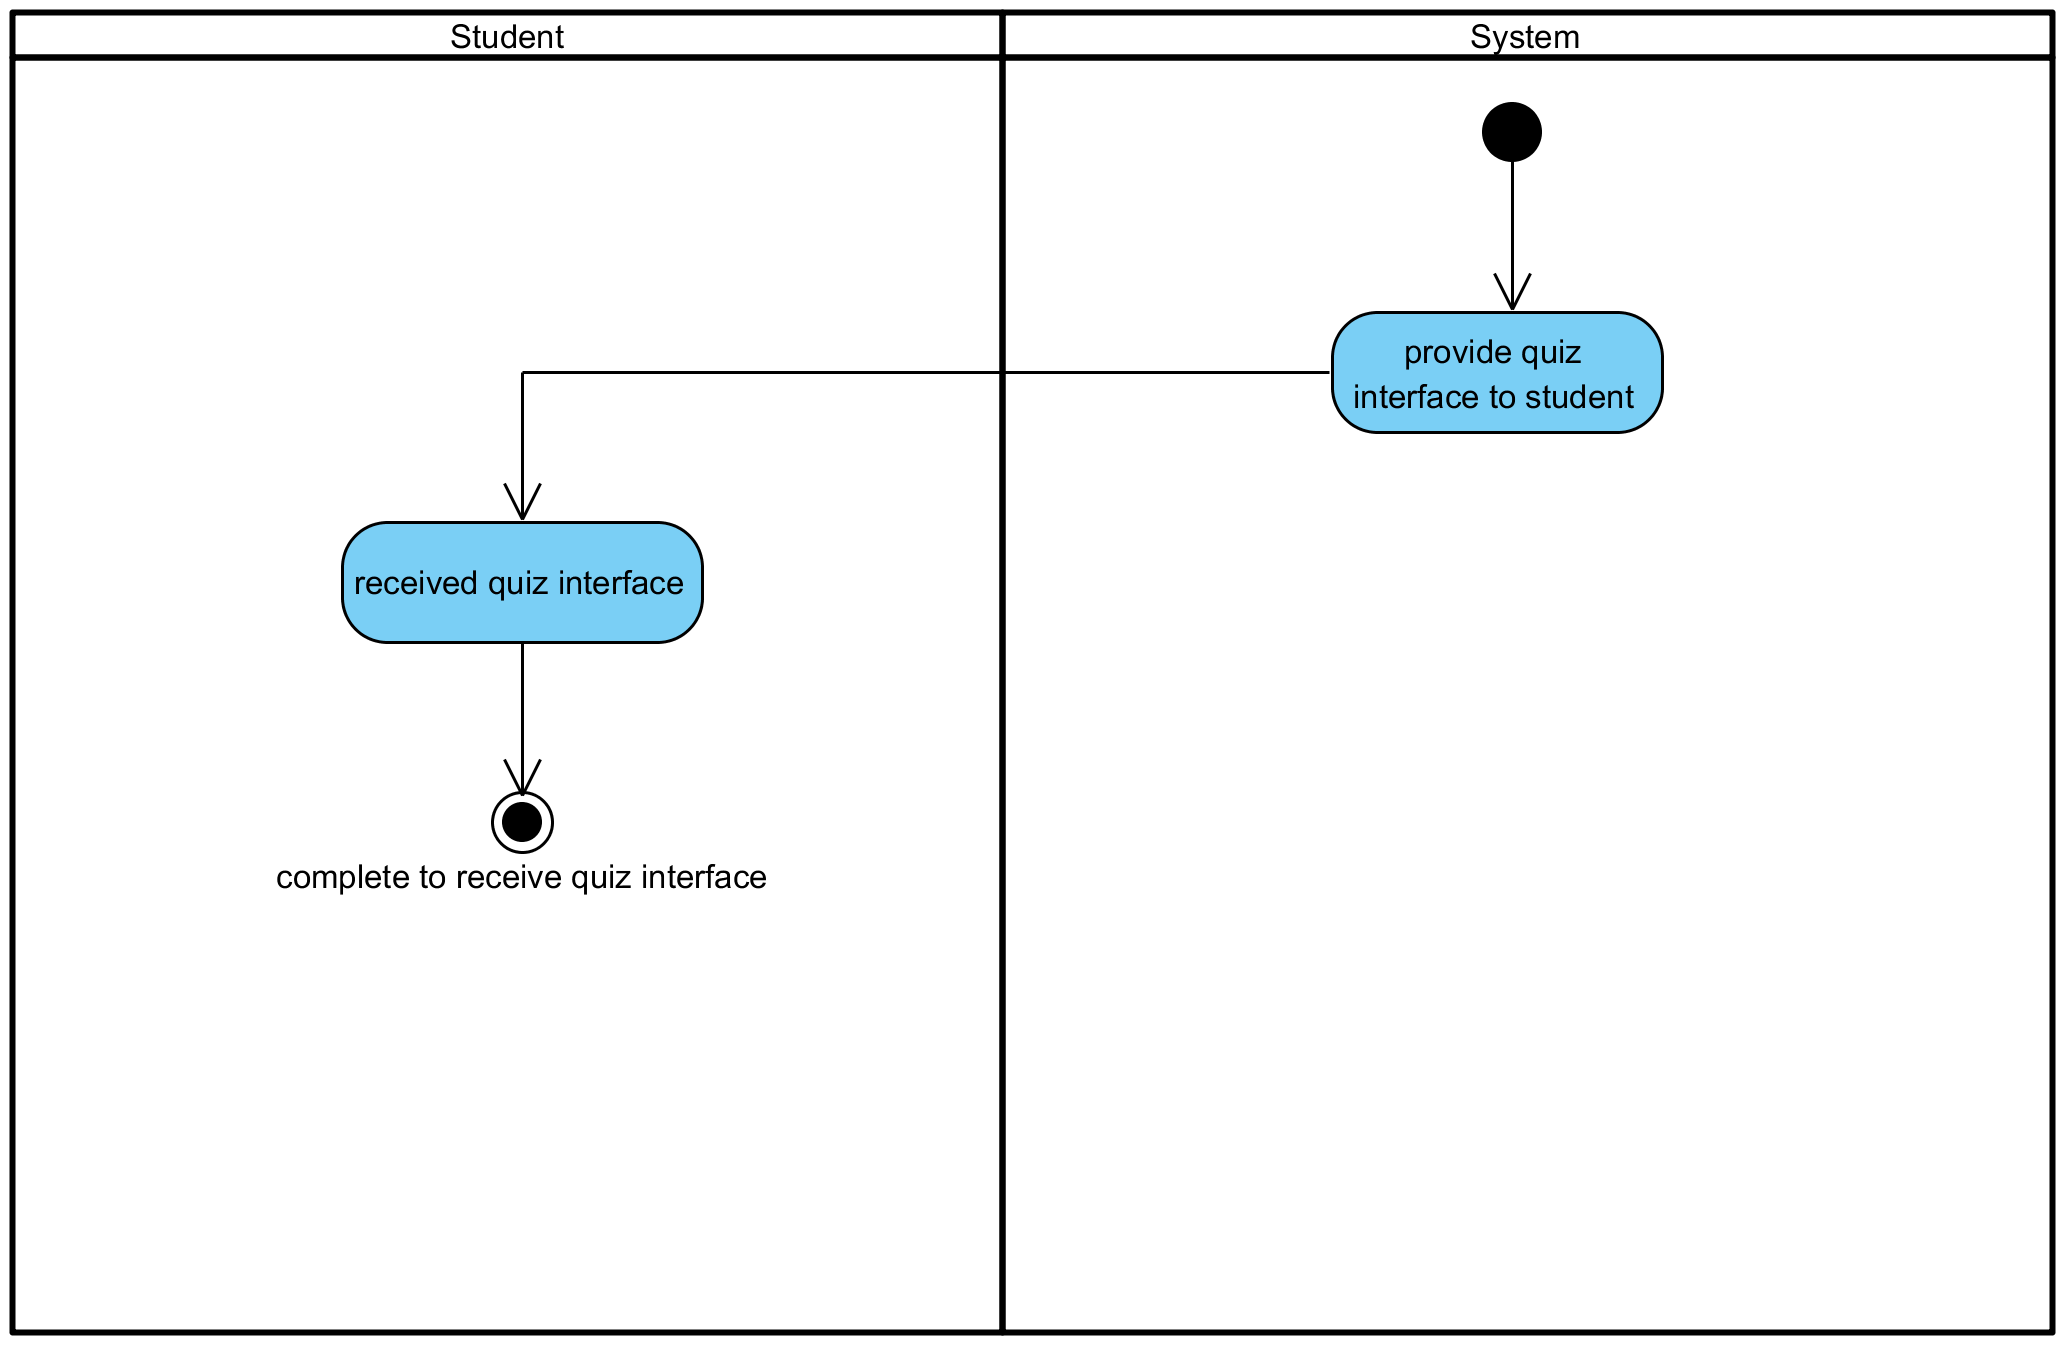 Student
System
provide quiz
interface to student
received quiz interface
complete to receive quiz interface